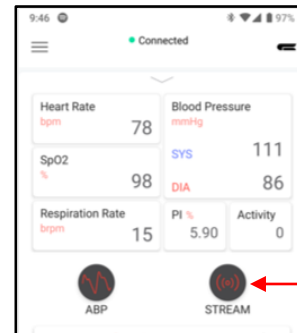 9:46 97%
Connected
Heart Rate
bpm
78
Blood Pressure
mmHg
SYS 111
DIA 86
SpO2
%
98
Respiration Rate
brpm
15
PI %
5.90
Activity
0
ABP STREAM